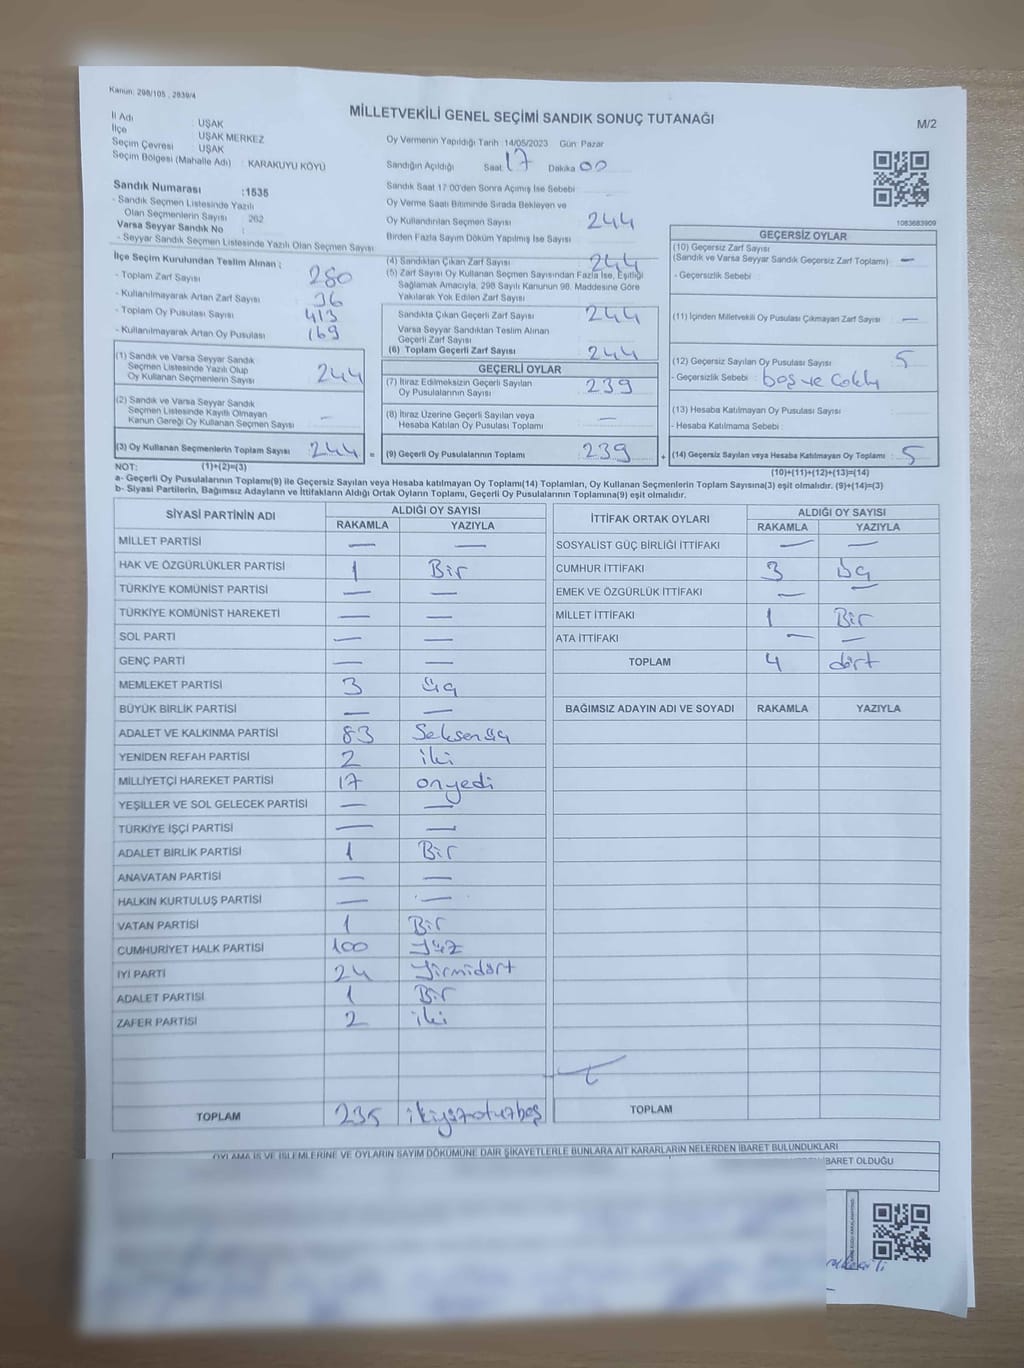 Kanun: 298/105 , 2839/4
MİLLETVEKİLİ GENEL SEÇİMİ SANDIK SONUÇ TUTANAĞI
M/2
İl Adı UŞAK
İlçe UŞAK MERKEZ
Seçim Çevresi UŞAK
Seçim Bölgesi (Mahalle Adı) : KARAKUYU KÖYÜ
Sandık Numarası :1535
- Sandık Seçmen Listesinde Yazılı
Olan Seçmenlerin Sayısı 262
Varsa Seyyar Sandık No :
- Seyyar Sandık Seçmen Listesinde Yazılı Olan Seçmen Sayısı
İlçe Seçim Kurulundan Teslim Alınan ;
- Toplam Zarf Sayısı 280
- Kullanılmayarak Artan Zarf Sayısı 36
- Toplam Oy Pusulası Sayısı 413
- Kullanılmayarak Artan Oy Pusulası 169
(1) Sandık ve Varsa Seyyar Sandık
Seçmen Listesinde Yazılı Olup
Oy Kullanan Seçmenlerin Sayısı 244
(2) Sandık ve Varsa Seyyar Sandık
Seçmen Listesinde Kayıtlı Olmayan
Kanun Gereği Oy Kullanan Seçmen Sayısı —
(3) Oy Kullanan Seçmenlerin Toplam Sayısı 244 =
Oy Vermenin Yapıldığı Tarih 14/05/2023 Gün: Pazar
Sandığın Açıldığı Saat 17 Dakika 00
Sandık Saat 17:00'den Sonra Açılmış İse Sebebi
Oy Verme Saati Bitiminde Sırada Bekleyen ve
Oy Kullandırılan Seçmen Sayısı 244
Birden Fazla Sayım Döküm Yapılmış İse Sayısı
(4) Sandıktan Çıkan Zarf Sayısı 244
(5) Zarf Sayısı Oy Kullanan Seçmen Sayısından Fazla İse, Eşitliği
Sağlamak Amacıyla, 298 Sayılı Kanunun 98. Maddesine Göre
Yakılarak Yok Edilen Zarf Sayısı
Sandıkta Çıkan Geçerli Zarf Sayısı 244
Varsa Seyyar Sandıktan Teslim Alınan
Geçerli Zarf Sayısı
(6) Toplam Geçerli Zarf Sayısı 244
GEÇERLİ OYLAR
(7) İtiraz Edilmeksizin Geçerli Sayılan
Oy Pusulalarının Sayısı 239
(8) İtiraz Üzerine Geçerli Sayılan veya
Hesaba Katılan Oy Pusulası Toplamı —
(9) Geçerli Oy Pusulalarının Toplamı 239 +
1083683909
GEÇERSİZ OYLAR
(10) Geçersiz Zarf Sayısı
(Sandık ve Varsa Seyyar Sandık Geçersiz Zarf Toplamı) —
- Geçersizlik Sebebi :
(11) İçinden Milletvekili Oy Pusulası Çıkmayan Zarf Sayısı —
(12) Geçersiz Sayılan Oy Pusulası Sayısı 5
- Geçersizlik Sebebi : boş ve
(13) Hesaba Katılmayan Oy Pusulası Sayısı
- Hesaba Katılmama Sebebi
(14) Geçersiz Sayılan veya Hesaba Katılmayan Oy Toplamı : 5
NOT: (1)+(2)=(3)
(10)+(11)+(12)+(13)=(14)
a- Geçerli Oy Pusulasının Toplamı(9) ile Geçersiz Sayılan veya Hesaba katılmayan Oy Toplamı(14) Toplamları, Oy Kullanan Seçmenlerin Toplam Sayısına(3) eşit olmalıdır. (9)+(14)=(3)
b- Siyasi Partilerin, Bağımsız Adayların ve İttifakların Aldığı Ortak Oyların Toplamı, Geçerli Oy Pusulalarının Toplamına(9) eşit olmalıdır.
SİYASİ PARTİNİN ADI ALDIĞI OY SAYISI
RAKAMLA YAZIYLA
MİLLET PARTİSİ — —
HAK VE ÖZGÜRLÜKLER PARTİSİ 1 Bir
TÜRKİYE KOMÜNİST PARTİSİ — —
TÜRKİYE KOMÜNİST HAREKETİ — —
SOL PARTİ — —
GENÇ PARTİ — —
MEMLEKET PARTİSİ 3 üç
BÜYÜK BİRLİK PARTİSİ — —
ADALET VE KALKINMA PARTİSİ 83 Seksenüç
YENİDEN REFAH PARTİSİ 2 iki
MİLLİYETÇİ HAREKET PARTİSİ 17 onyedi
YEŞİLLER VE SOL GELECEK PARTİSİ — —
TÜRKİYE İŞÇİ PARTİSİ — —
ADALET BİRLİK PARTİSİ 1 Bir
ANAVATAN PARTİSİ — —
HALKIN KURTULUŞ PARTİSİ — —
VATAN PARTİSİ 1 Bir
CUMHURİYET HALK PARTİSİ 100 Yüz
İYİ PARTİ 24 Yirmidört
ADALET PARTİSİ 1 Bir
ZAFER PARTİSİ 2 iki
TOPLAM 235 ikiyüzotuzbeş
İTTİFAK ORTAK OYLARI ALDIĞI OY SAYISI
RAKAMLA YAZIYLA
SOSYALİST GÜÇ BİRLİĞİ İTTİFAKI — —
CUMHUR İTTİFAKI 3 üç
EMEK VE ÖZGÜRLÜK İTTİFAKI — —
MİLLET İTTİFAKI 1 Bir
ATA İTTİFAKI — —
TOPLAM 4 dört
BAĞIMSIZ ADAYIN ADI VE SOYADI RAKAMLA YAZIYLA
TOPLAM
OYLAMA İŞ VE İŞLEMLERİNE VE OYLARIN SAYIM DÖKÜMÜNE DAİR ŞİKAYETLERLE BUNLARA AİT KARARLARIN NELERDEN İBARET BULUNDUKLARI
İBARET OLDUĞU